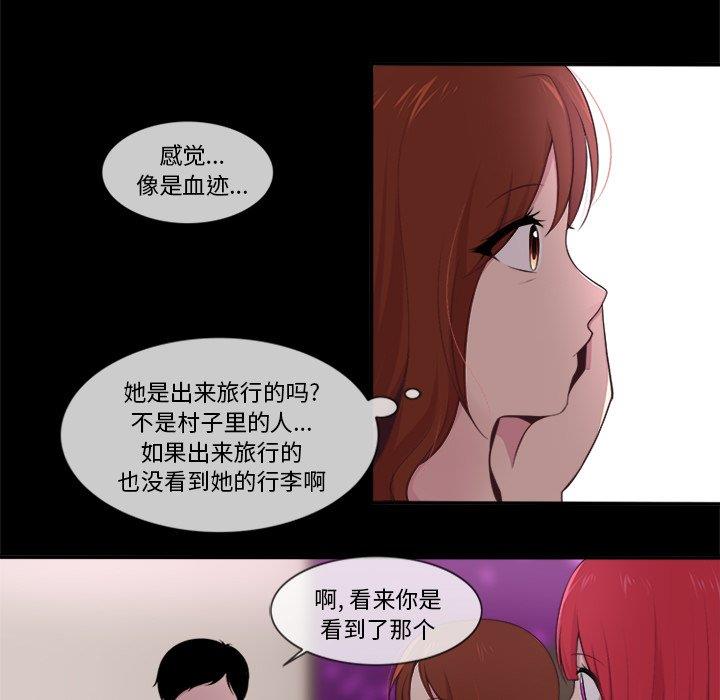 感觉...
像是血迹...
她是出来旅行的吗?
不是村子里的人...
如果出来旅行的
也没看到她的行李啊
啊, 看来你是
看到了那个